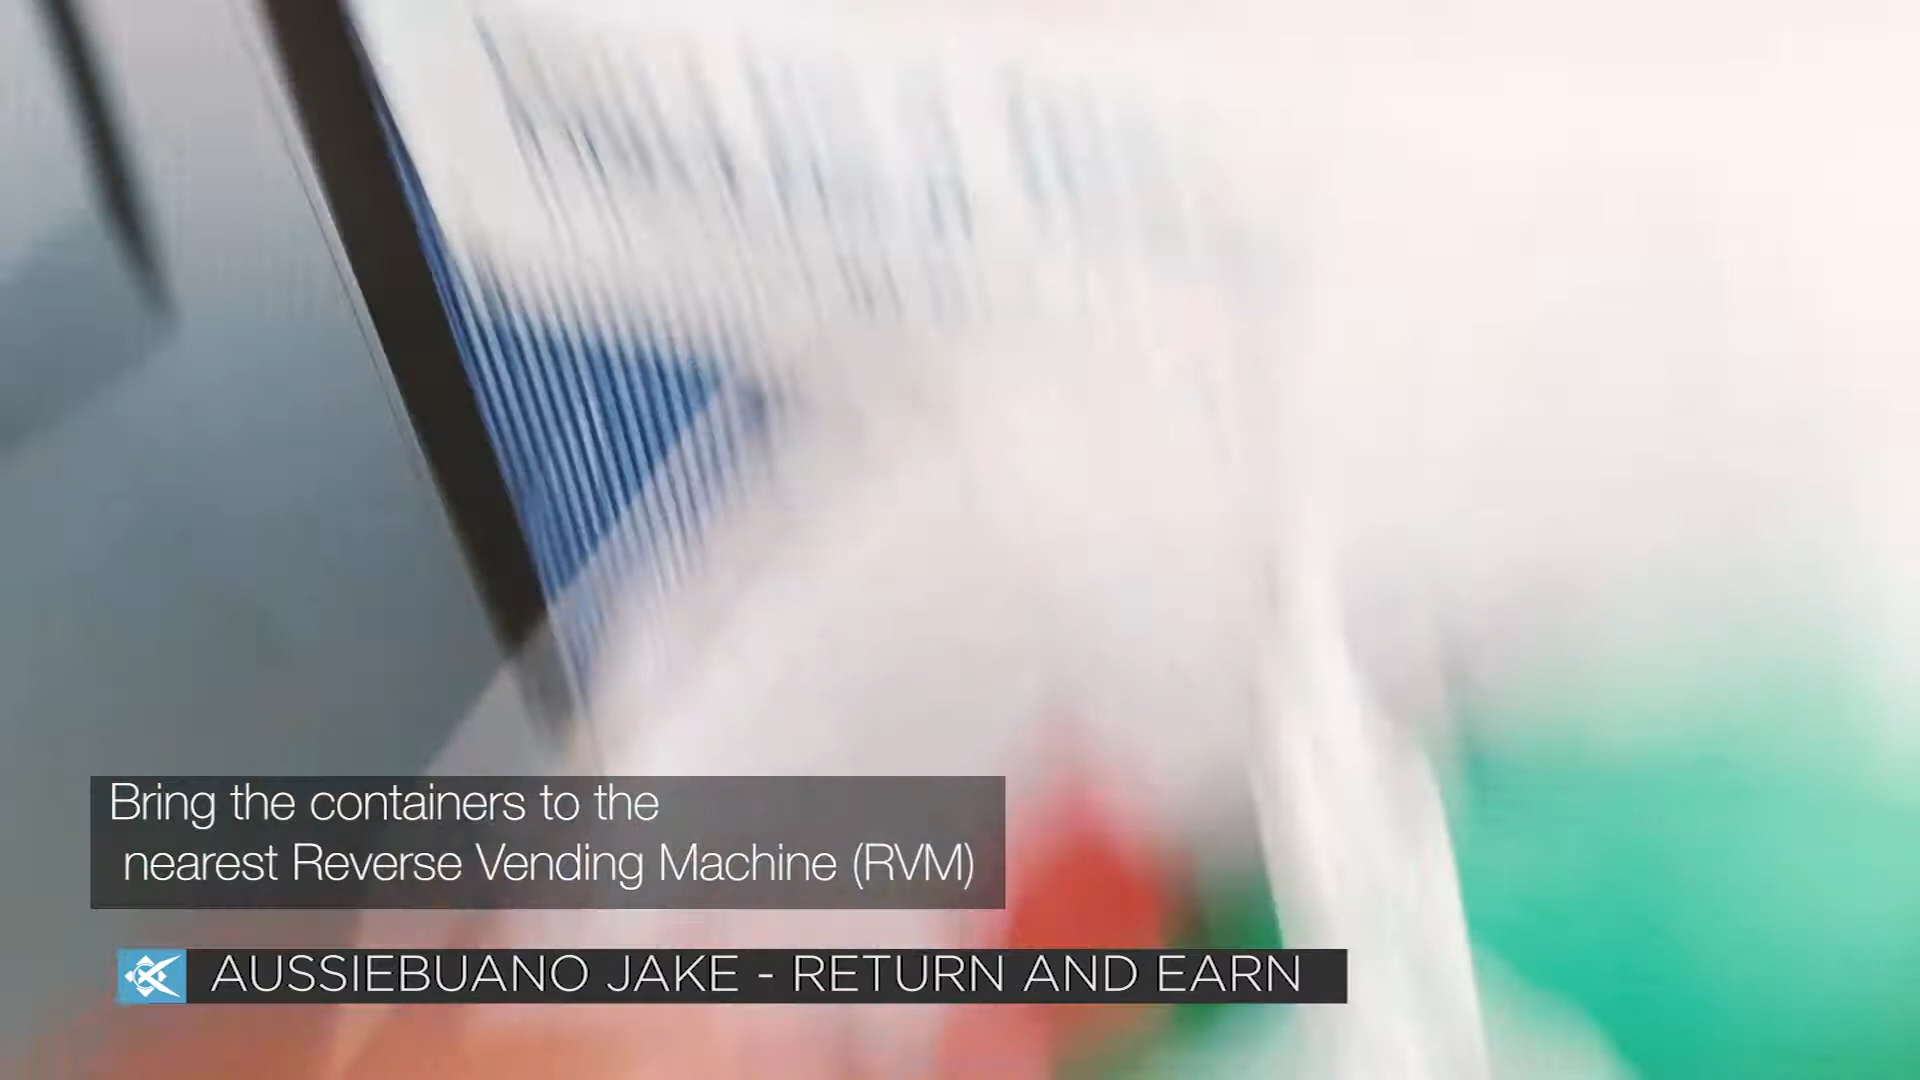 Bring the containers to the
nearest Reverse Vending Machine (RVM)
AUSSIEBUANO JAKE - RETURN AND EARN